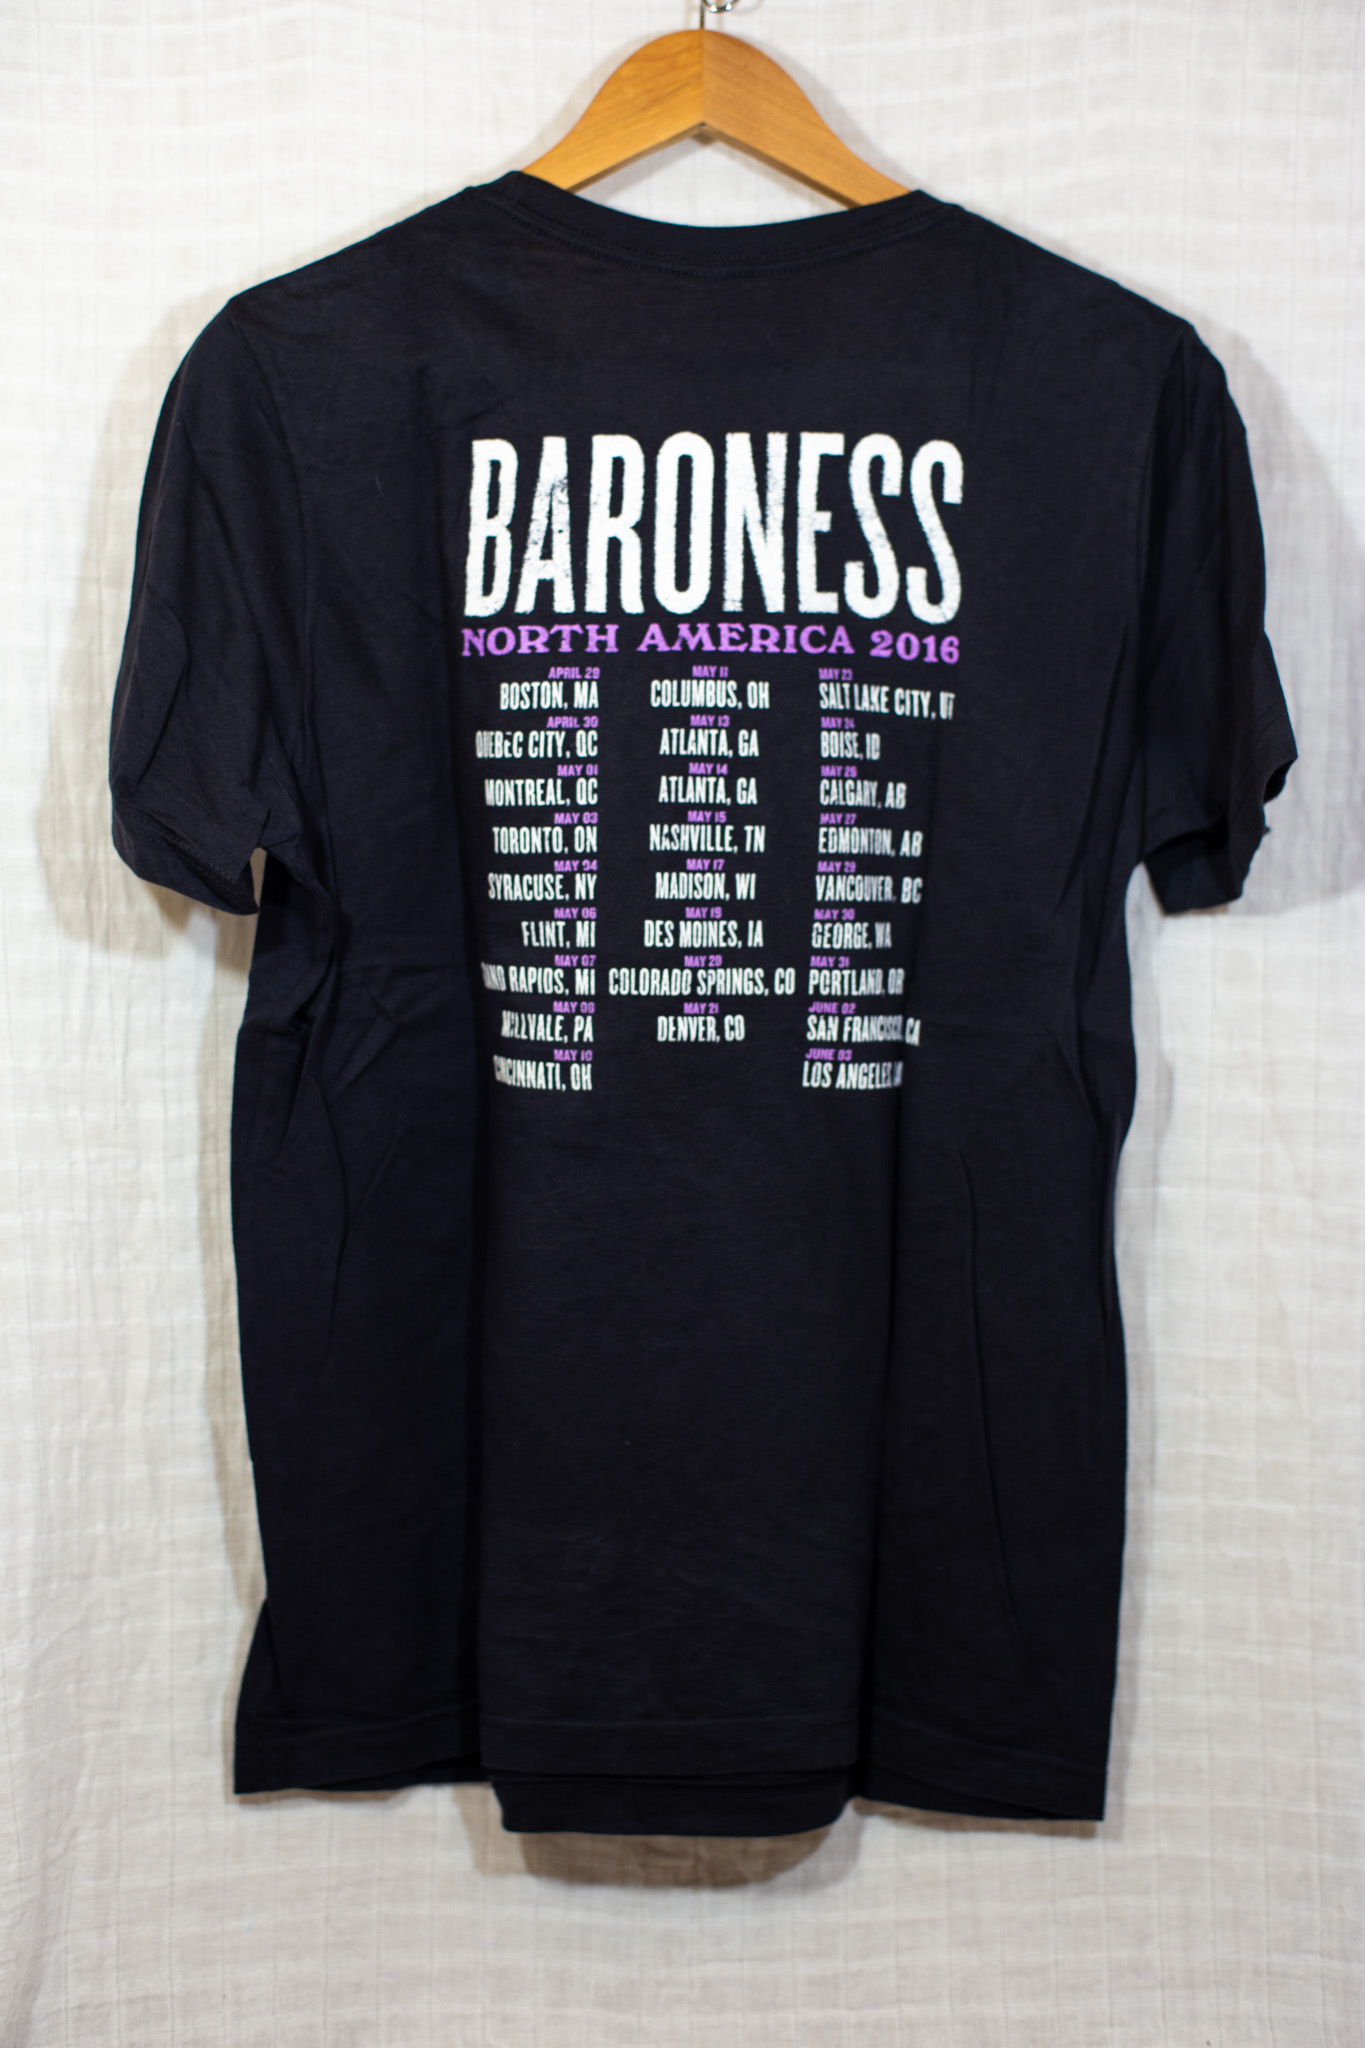 BARONESS
NORTH AMERICA 2016
APRIL 29
BOSTON, MA
APRIL 30
QUEBEC CITY, QC
MAY 01
MONTREAL, QC
MAY 03
TORONTO, ON
MAY 04
SYRACUSE, NY
MAY 06
FLINT, MI
MAY 07
RAPIDS, MI
MAY 08
MILLVALE, PA
MAY 10
CINCINNATI, OH
MAY 11
COLUMBUS, OH
MAY 13
ATLANTA, GA
MAY 14
ATLANTA, GA
MAY 15
NASHVILLE, TN
MAY 17
MADISON, WI
MAY 19
DES MOINES, IA
MAY 20
COLORADO SPRINGS, CO
MAY 21
DENVER, CO
MAY 23
SALT LAKE CITY, UT
MAY 24
BOISE, ID
MAY
CALGARY, AB
MAY 27
EDMONTON, AB
MAY 29
VANCOUVER, BC
MAY 30
GEORGE, WA
MAY 31
PORTLAND, OR
JUNE 02
SAN FRANCISCO, CA
JUNE 03
LOS ANGELES,